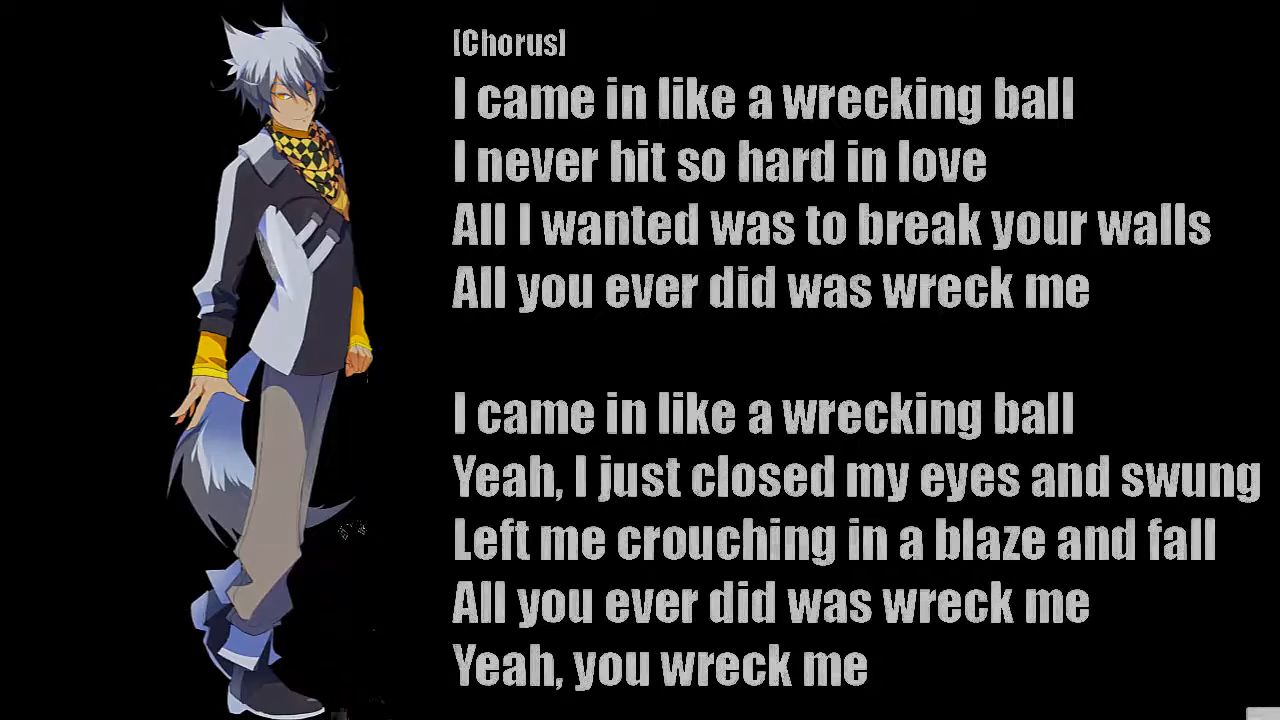 [Chorus]
I came in like a wrecking ball
I never hit so hard in love
All I wanted was to break your walls
All you ever did was wreck me
I came in like a wrecking ball
Yeah, I just closed my eyes and swung
Left me crouching in a blaze and fall
All you ever did was wreck me
Yeah, you wreck me